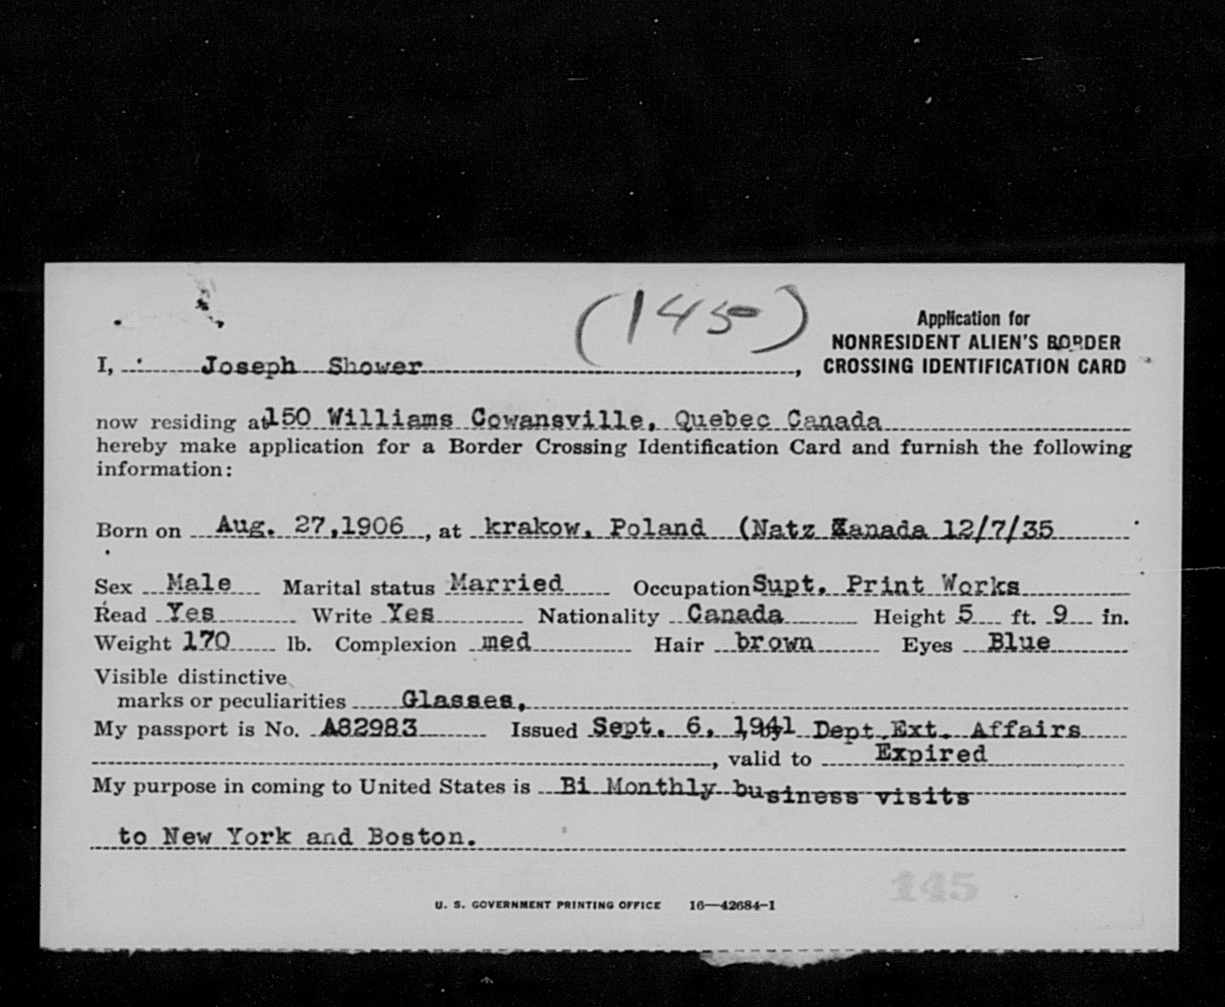 (145)
Application for
NONRESIDENT ALIEN'S BORDER
CROSSING IDENTIFICATION CARD
I, Joseph Shower,
now residing at 150 Williams Cowansville, Quebec Canada
hereby make application for a Border Crossing Identification Card and furnish the following
information:
Born on Aug. 27,1906, at krakow, Poland (Natz Kanada 12/7/35
Sex Male Marital status Married Occupation Supt. Print Works
Read Yes Write Yes Nationality Canada Height 5 ft. 9 in.
Weight 170 lb. Complexion med Hair brown Eyes Blue
Visible distinctive
marks or peculiarities Glasses,
My passport is No. A82983 Issued Sept. 6, 1941 Dept.Ext. Affairs
, valid to Expired
My purpose in coming to United States is Bi Monthly business visits
to New York and Boston.
145
U. S. GOVERNMENT PRINTING OFFICE 16—42684-1